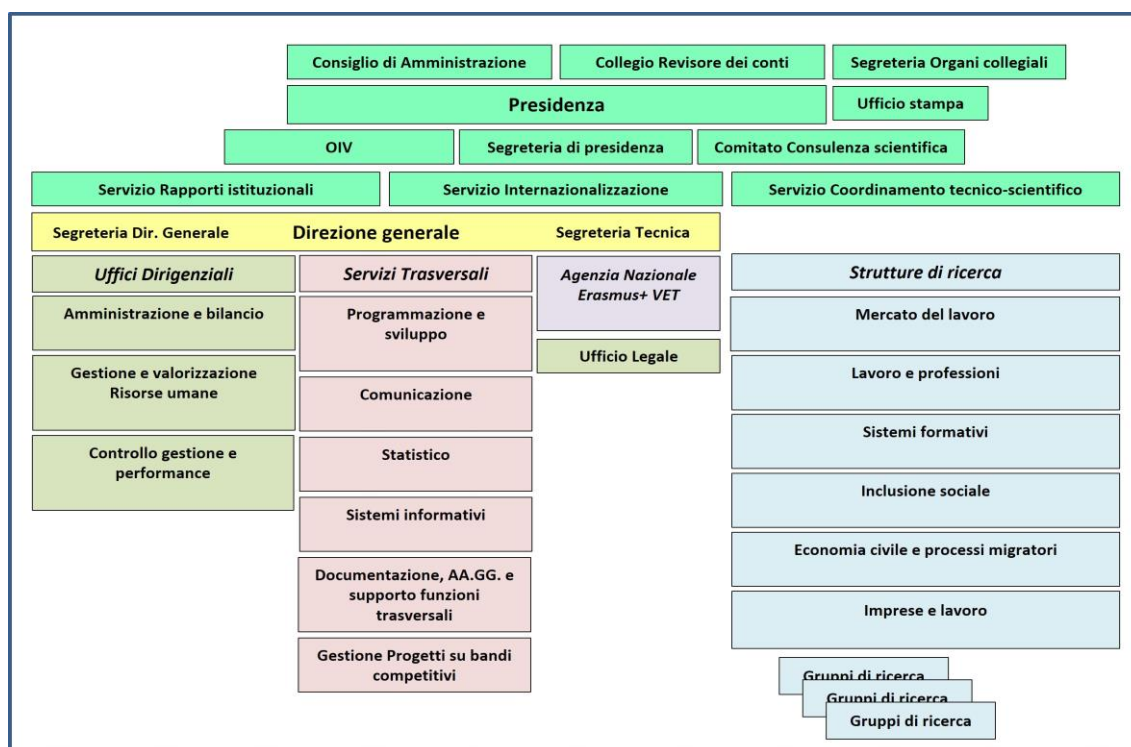 Consiglio di Amministrazione
Collegio Revisore dei conti
Segreteria Organi collegiali
Presidenza
Ufficio stampa
OIV
Segreteria di presidenza
Comitato Consulenza scientifica
Servizio Rapporti istituzionali
Servizio Internazionalizzazione
Servizio Coordinamento tecnico-scientifico
Segreteria Dir. Generale
Direzione generale
Segreteria Tecnica
Uffici Dirigenziali
Amministrazione e bilancio
Gestione e valorizzazione
Risorse umane
Controllo gestione e
performance
Servizi Trasversali
Programmazione e
sviluppo
Comunicazione
Statistico
Sistemi informativi
Documentazione, AA.GG. e
supporto funzioni
trasversali
Gestione Progetti su bandi
competitivi
Agenzia Nazionale
Erasmus+ VET
Ufficio Legale
Strutture di ricerca
Mercato del lavoro
Lavoro e professioni
Sistemi formativi
Inclusione sociale
Economia civile e processi migratori
Imprese e lavoro
Gruppi di ricerca
Gruppi di ricerca
Gruppi di ricerca